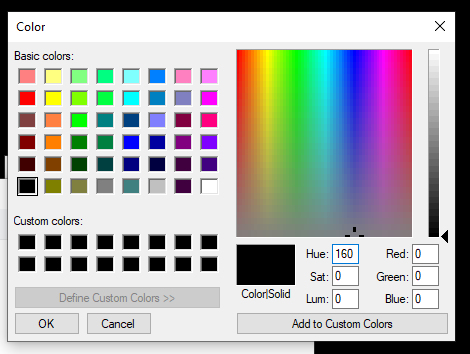 Color
Basic colors:
Custom colors:
Define Custom Colors >>
OK
Cancel
Color|Solid
Hue: 160
Sat: 0
Lum: 0
Red: 0
Green: 0
Blue: 0
Add to Custom Colors